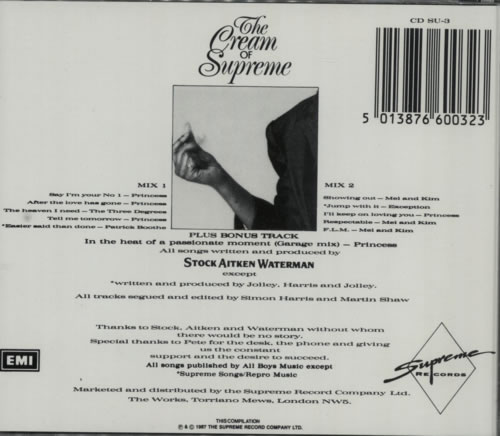 The
Cream
OF
Supreme
CD SU-3
5 013876 600323
MIX 1
Say I'm your No 1 – Princess
After the love has gone – Princess
The heaven I need – The Three Degrees
Tell me tomorrow – Princess
*Easier said than done – Patrick Boothe
MIX 2
Showing out – Mel and Kim
*Jump with it – Exception
I'll keep on loving you – Princess
Respectable – Mel and Kim
F.L.M. – Mel and Kim
PLUS BONUS TRACK
In the heat of a passionate moment (Garage mix) – Princess
All songs written and produced by
STOCK AITKEN WATERMAN
except
*written and produced by Jolley, Harris and Jolley.
All tracks segued and edited by Simon Harris and Martin Shaw
Thanks to Stock, Aitken and Waterman without whom
there would be no story.
Special thanks to Pete for the desk, the phone and giving
us the constant
support and the desire to succeed.
All songs published by All Boys Music except
*Supreme Songs/Repro Music
EMI
Supreme
RECORDS
Marketed and distributed by the Supreme Record Company Ltd.
The Works, Torriano Mews, London NW5.
THIS COMPILATION
℗ & © 1987 THE SUPREME RECORD COMPANY LTD.